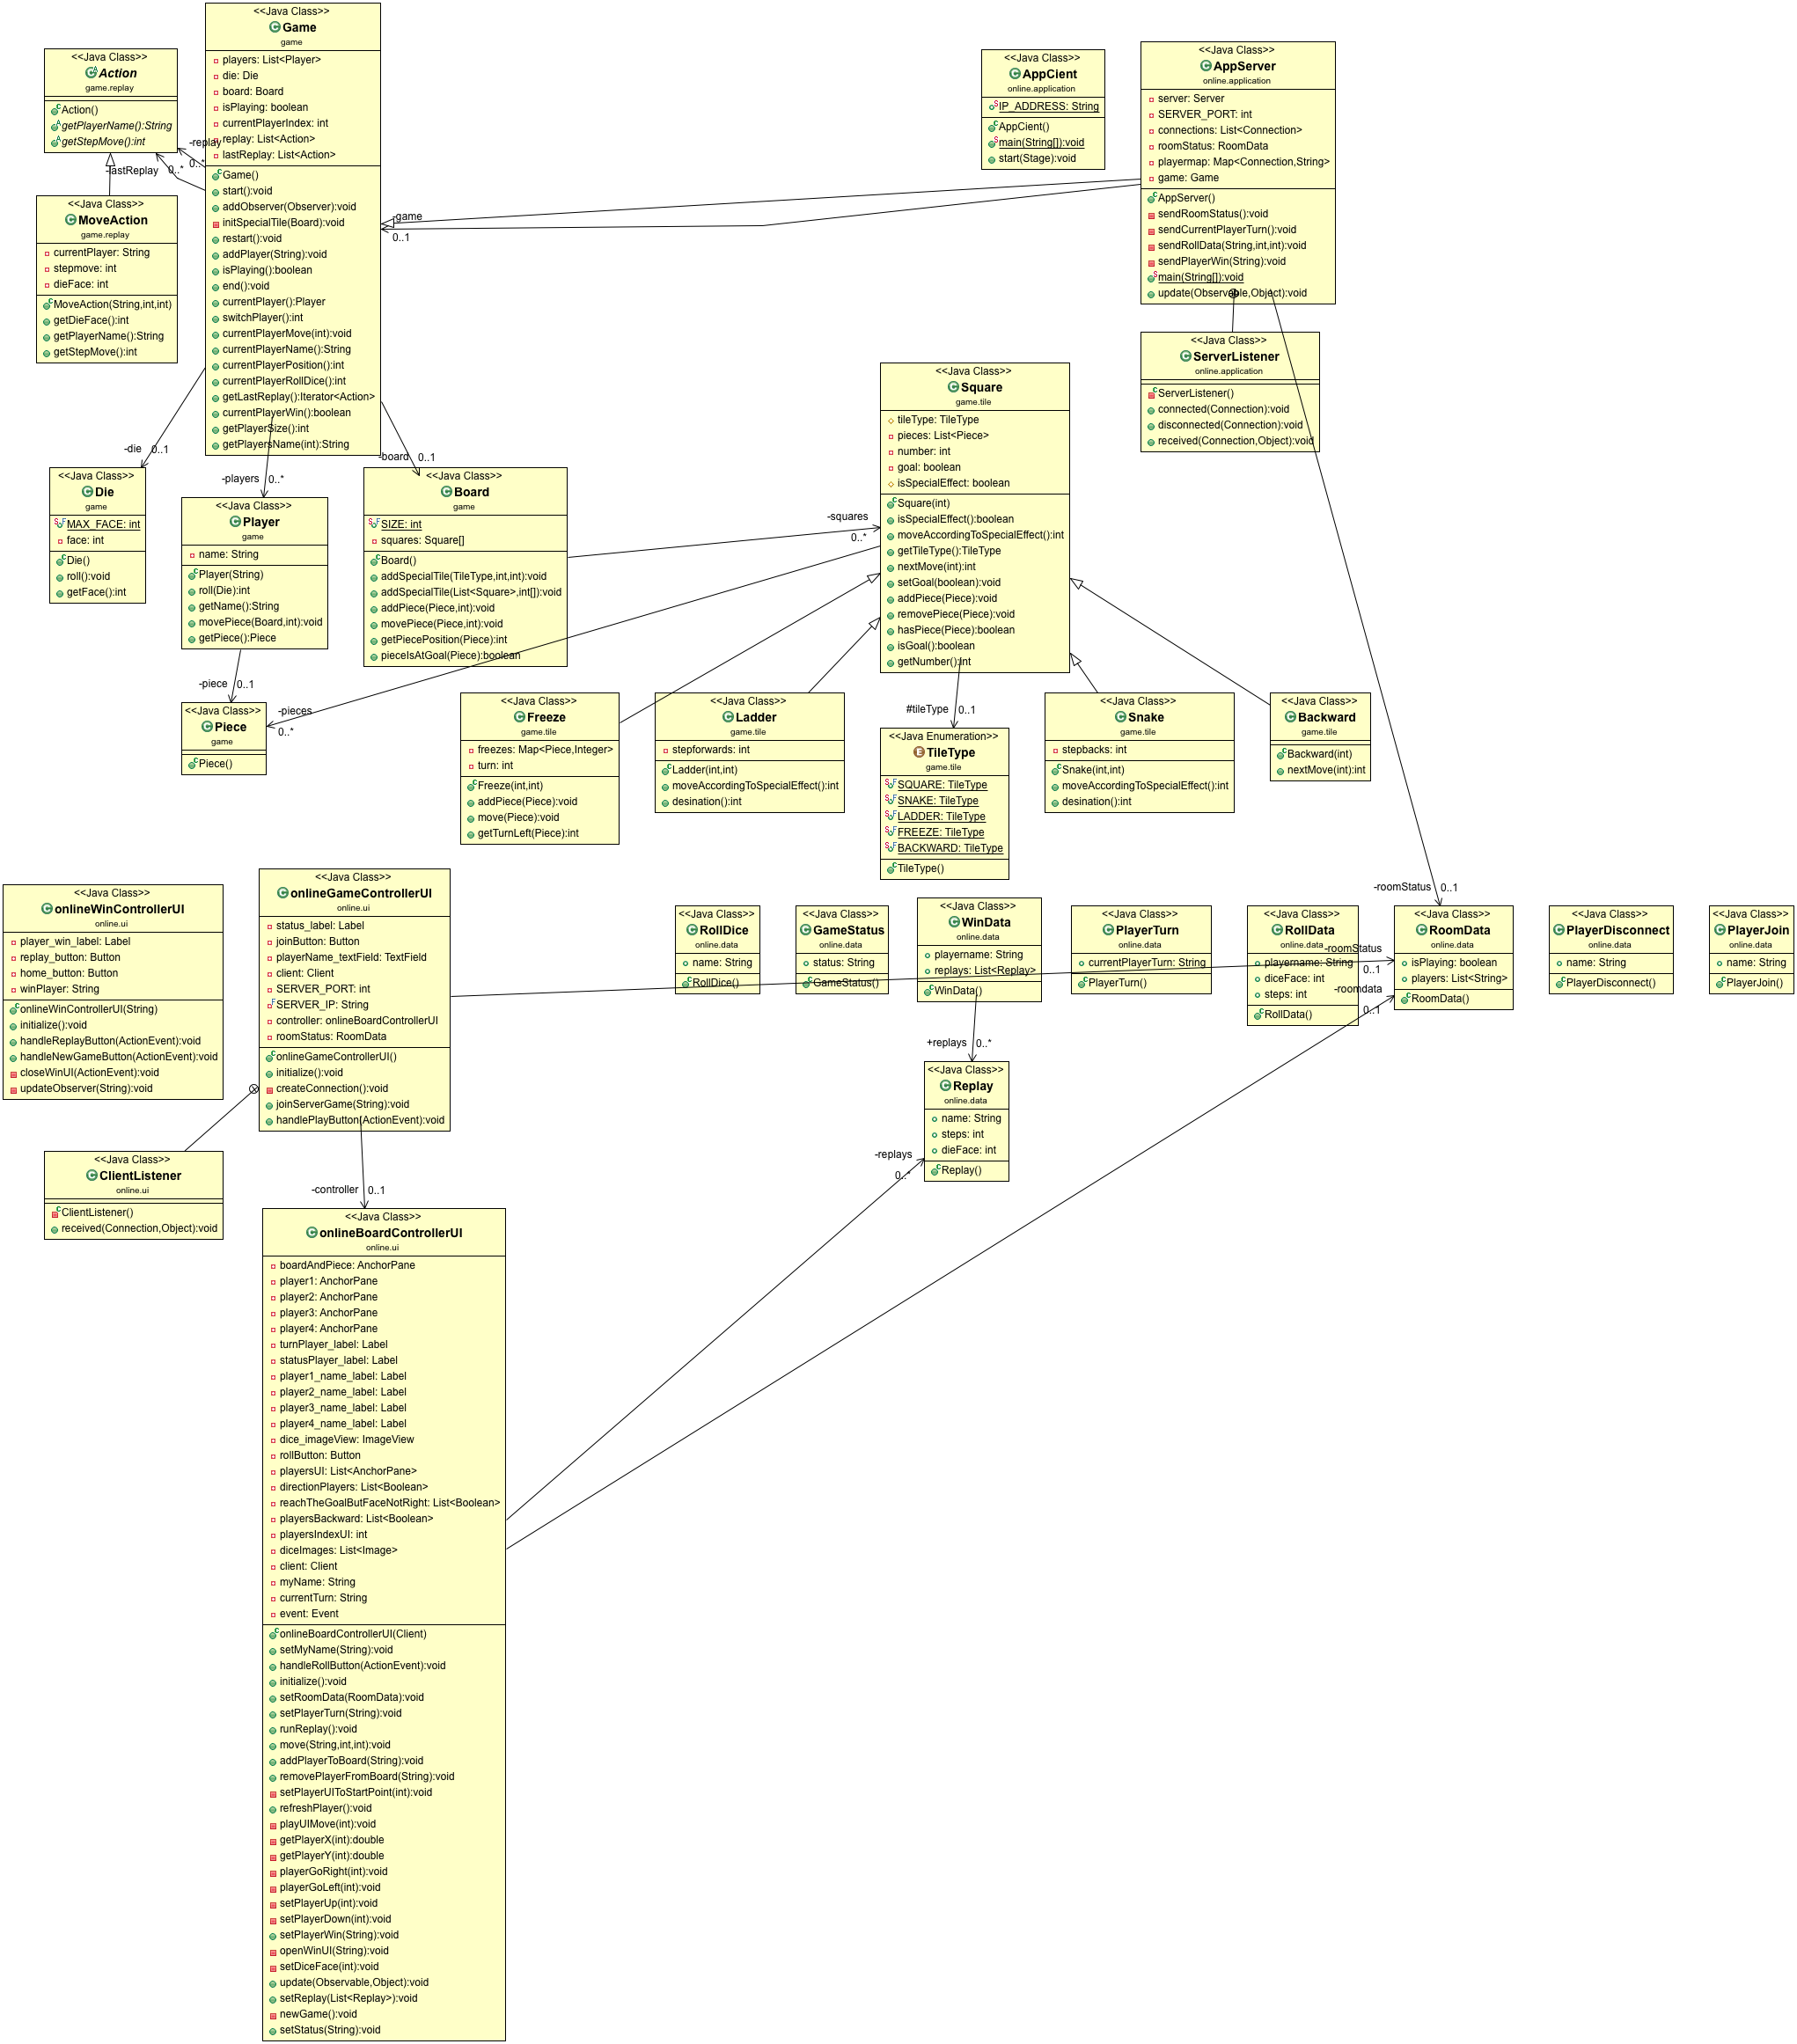 <<Java Class>>
Game
game
players: List<Player>
die: Die
board: Board
isPlaying: boolean
currentPlayerIndex: int
replay: List<Action>
lastReplay: List<Action>
Game()
start():void
addObserver(Observer):void
initSpecialTile(Board):void
restart():void
addPlayer(String):void
isPlaying():boolean
end():void
currentPlayer():Player
switchPlayer():int
currentPlayerMove(int):void
currentPlayerName():String
currentPlayerPosition():int
currentPlayerRollDice():int
getLastReplay():Iterator<Action>
currentPlayerWin():boolean
getPlayerSize():int
getPlayersName(int):String
<<Java Class>>
Action
game.replay
Action()
getPlayerName():String
getStepMove():int
-replay
0..*
-lastReplay
0..*
<<Java Class>>
MoveAction
game.replay
currentPlayer: String
stepmove: int
dieFace: int
MoveAction(String,int,int)
getDieFace():int
getPlayerName():String
getStepMove():int
<<Java Class>>
AppCient
online.application
IP_ADDRESS: String
AppCient()
main(String[]):void
start(Stage):void
<<Java Class>>
AppServer
online.application
server: Server
SERVER_PORT: int
connections: List<Connection>
roomStatus: RoomData
playermap: Map<Connection,String>
game: Game
AppServer()
sendRoomStatus():void
sendCurrentPlayerTurn():void
sendRollData(String,int,int):void
sendPlayerWin(String):void
main(String[]):void
update(Observable,Object):void
-game
0..1
<<Java Class>>
ServerListener
online.application
ServerListener()
connected(Connection):void
disconnected(Connection):void
received(Connection,Object):void
-die
0..1
-players
0..*
-board
0..1
<<Java Class>>
Die
game
MAX_FACE: int
face: int
Die()
roll():void
getFace():int
<<Java Class>>
Player
game
name: String
Player(String)
roll(Die):int
getName():String
movePiece(Board,int):void
getPiece():Piece
<<Java Class>>
Board
game
SIZE: int
squares: Square[]
Board()
addSpecialTile(TileType,int,int):void
addSpecialTile(List<Square>,int[]):void
addPiece(Piece,int):void
movePiece(Piece,int):void
getPiecePosition(Piece):int
pieceIsAtGoal(Piece):boolean
-squares
0..*
<<Java Class>>
Square
game.tile
tileType: TileType
pieces: List<Piece>
number: int
goal: boolean
isSpecialEffect: boolean
Square(int)
isSpecialEffect():boolean
moveAccordingToSpecialEffect():int
getTileType():TileType
nextMove(int):int
setGoal(boolean):void
addPiece(Piece):void
removePiece(Piece):void
hasPiece(Piece):boolean
isGoal():boolean
getNumber():int
-piece
0..1
<<Java Class>>
Piece
game
Piece()
-pieces
0..*
<<Java Class>>
Freeze
game.tile
freezes: Map<Piece,Integer>
turn: int
Freeze(int,int)
addPiece(Piece):void
move(Piece):void
getTurnLeft(Piece):int
<<Java Class>>
Ladder
game.tile
stepforwards: int
Ladder(int,int)
moveAccordingToSpecialEffect():int
desination():int
#tileType
0..1
<<Java Enumeration>>
TileType
game.tile
SQUARE: TileType
SNAKE: TileType
LADDER: TileType
FREEZE: TileType
BACKWARD: TileType
TileType()
<<Java Class>>
Snake
game.tile
stepbacks: int
Snake(int,int)
moveAccordingToSpecialEffect():int
desination():int
<<Java Class>>
Backward
game.tile
Backward(int)
nextMove(int):int
<<Java Class>>
onlineWinControllerUI
online.ui
player_win_label: Label
replay_button: Button
home_button: Button
winPlayer: String
onlineWinControllerUI(String)
initialize():void
handleReplayButton(ActionEvent):void
handleNewGameButton(ActionEvent):void
closeWinUI(ActionEvent):void
updateObserver(String):void
<<Java Class>>
onlineGameControllerUI
online.ui
status_label: Label
joinButton: Button
playerName_textField: TextField
client: Client
SERVER_PORT: int
SERVER_IP: String
controller: onlineBoardControllerUI
roomStatus: RoomData
onlineGameControllerUI()
initialize():void
createConnection():void
joinServerGame(String):void
handlePlayButton(ActionEvent):void
<<Java Class>>
RollDice
online.data
name: String
RollDice()
<<Java Class>>
GameStatus
online.data
status: String
GameStatus()
<<Java Class>>
WinData
online.data
playername: String
replays: List<Replay>
WinData()
<<Java Class>>
PlayerTurn
online.data
currentPlayerTurn: String
PlayerTurn()
<<Java Class>>
RollData
online.data
playername: String
diceFace: int
steps: int
RollData()
-roomStatus
0..1
-roomStatus
0..1
-roomdata
0..1
<<Java Class>>
RoomData
online.data
isPlaying: boolean
players: List<String>
RoomData()
<<Java Class>>
PlayerDisconnect
online.data
name: String
PlayerDisconnect()
<<Java Class>>
PlayerJoin
online.data
name: String
PlayerJoin()
+replays
0..*
<<Java Class>>
Replay
online.data
name: String
steps: int
dieFace: int
Replay()
-replays
0..*
<<Java Class>>
ClientListener
online.ui
ClientListener()
received(Connection,Object):void
-controller
0..1
<<Java Class>>
onlineBoardControllerUI
online.ui
boardAndPiece: AnchorPane
player1: AnchorPane
player2: AnchorPane
player3: AnchorPane
player4: AnchorPane
turnPlayer_label: Label
statusPlayer_label: Label
player1_name_label: Label
player2_name_label: Label
player3_name_label: Label
player4_name_label: Label
dice_imageView: ImageView
rollButton: Button
playersUI: List<AnchorPane>
directionPlayers: List<Boolean>
reachTheGoalButFaceNotRight: List<Boolean>
playersBackward: List<Boolean>
playersIndexUI: int
diceImages: List<Image>
client: Client
myName: String
currentTurn: String
event: Event
onlineBoardControllerUI(Client)
setMyName(String):void
handleRollButton(ActionEvent):void
initialize():void
setRoomData(RoomData):void
setPlayerTurn(String):void
runReplay():void
move(String,int,int):void
addPlayerToBoard(String):void
removePlayerFromBoard(String):void
setPlayerUIToStartPoint(int):void
refreshPlayer():void
playUIMove(int):void
getPlayerX(int):double
getPlayerY(int):double
playerGoRight(int):void
playerGoLeft(int):void
setPlayerUp(int):void
setPlayerDown(int):void
setPlayerWin(String):void
openWinUI(String):void
setDiceFace(int):void
update(Observable,Object):void
setReplay(List<Replay>):void
newGame():void
setStatus(String):void